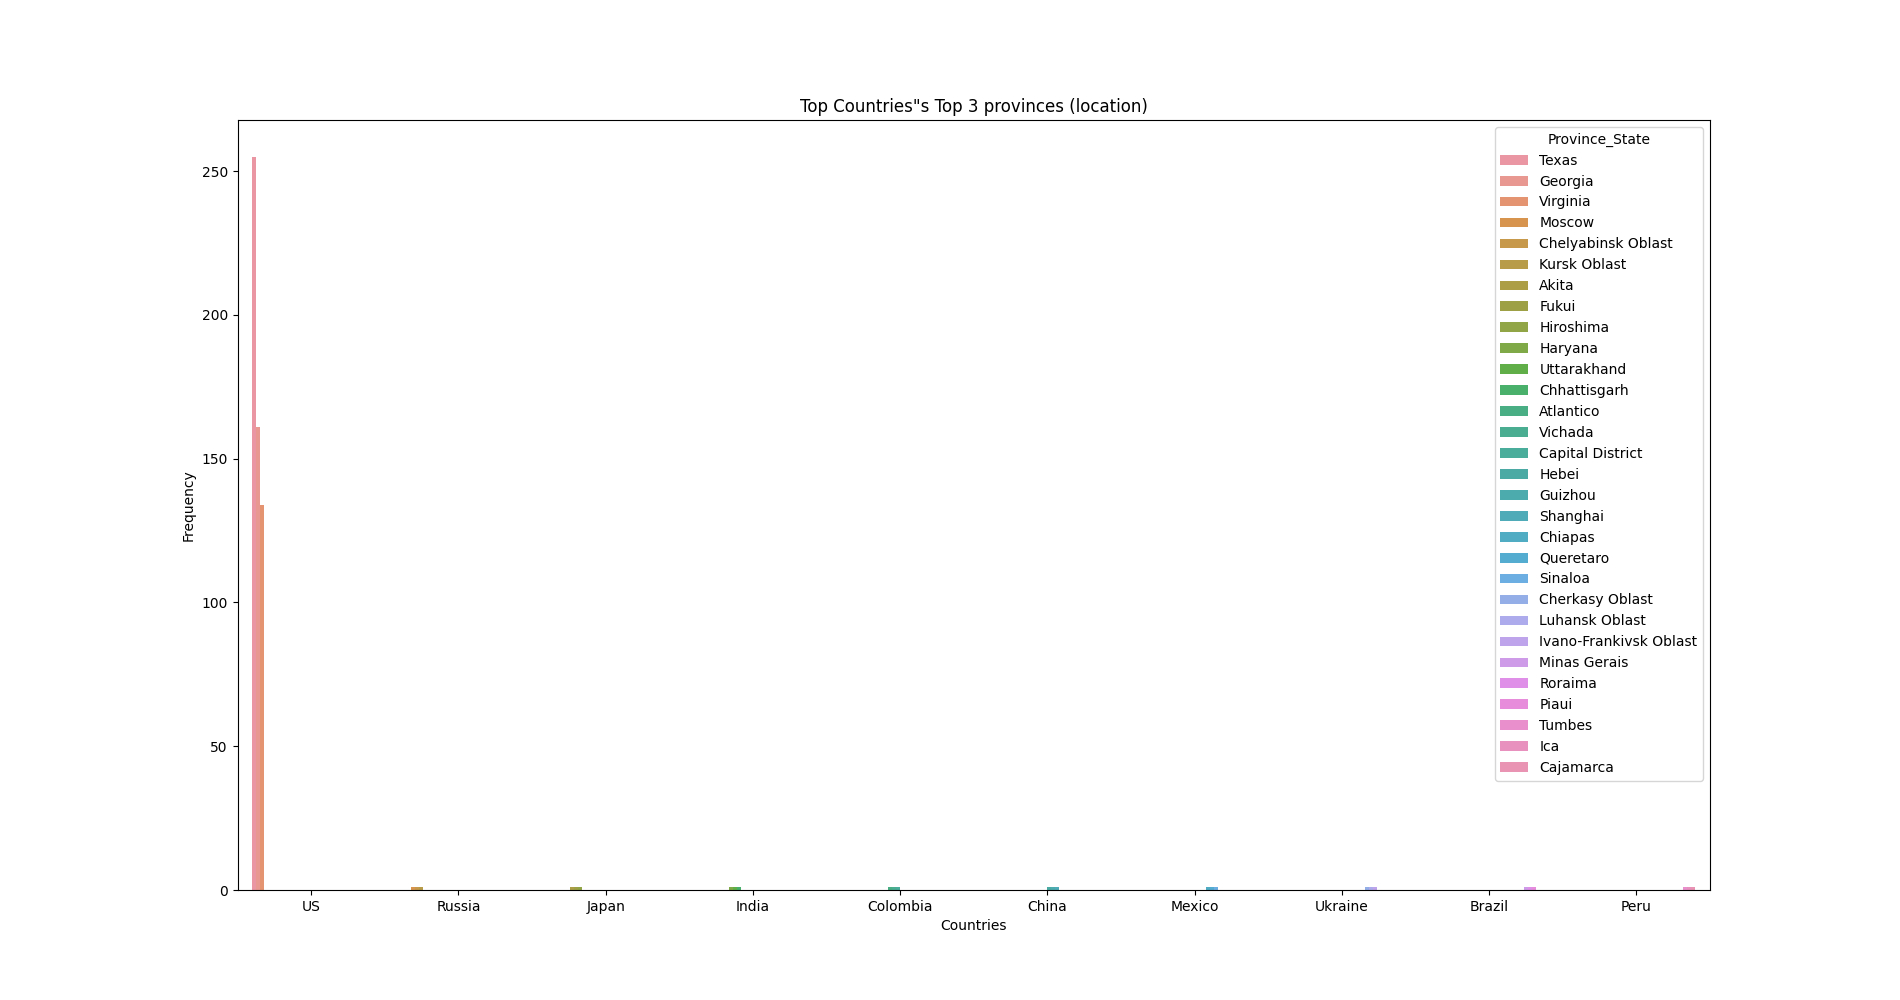 Top Countries"s Top 3 provinces (location)
Frequency
250
200
150
100
50
0
US Russia Japan India Colombia China Mexico Ukraine Brazil Peru
Countries
Province_State
Texas
Georgia
Virginia
Moscow
Chelyabinsk Oblast
Kursk Oblast
Akita
Fukui
Hiroshima
Haryana
Uttarakhand
Chhattisgarh
Atlantico
Vichada
Capital District
Hebei
Guizhou
Shanghai
Chiapas
Queretaro
Sinaloa
Cherkasy Oblast
Luhansk Oblast
Ivano-Frankivsk Oblast
Minas Gerais
Roraima
Piaui
Tumbes
Ica
Cajamarca